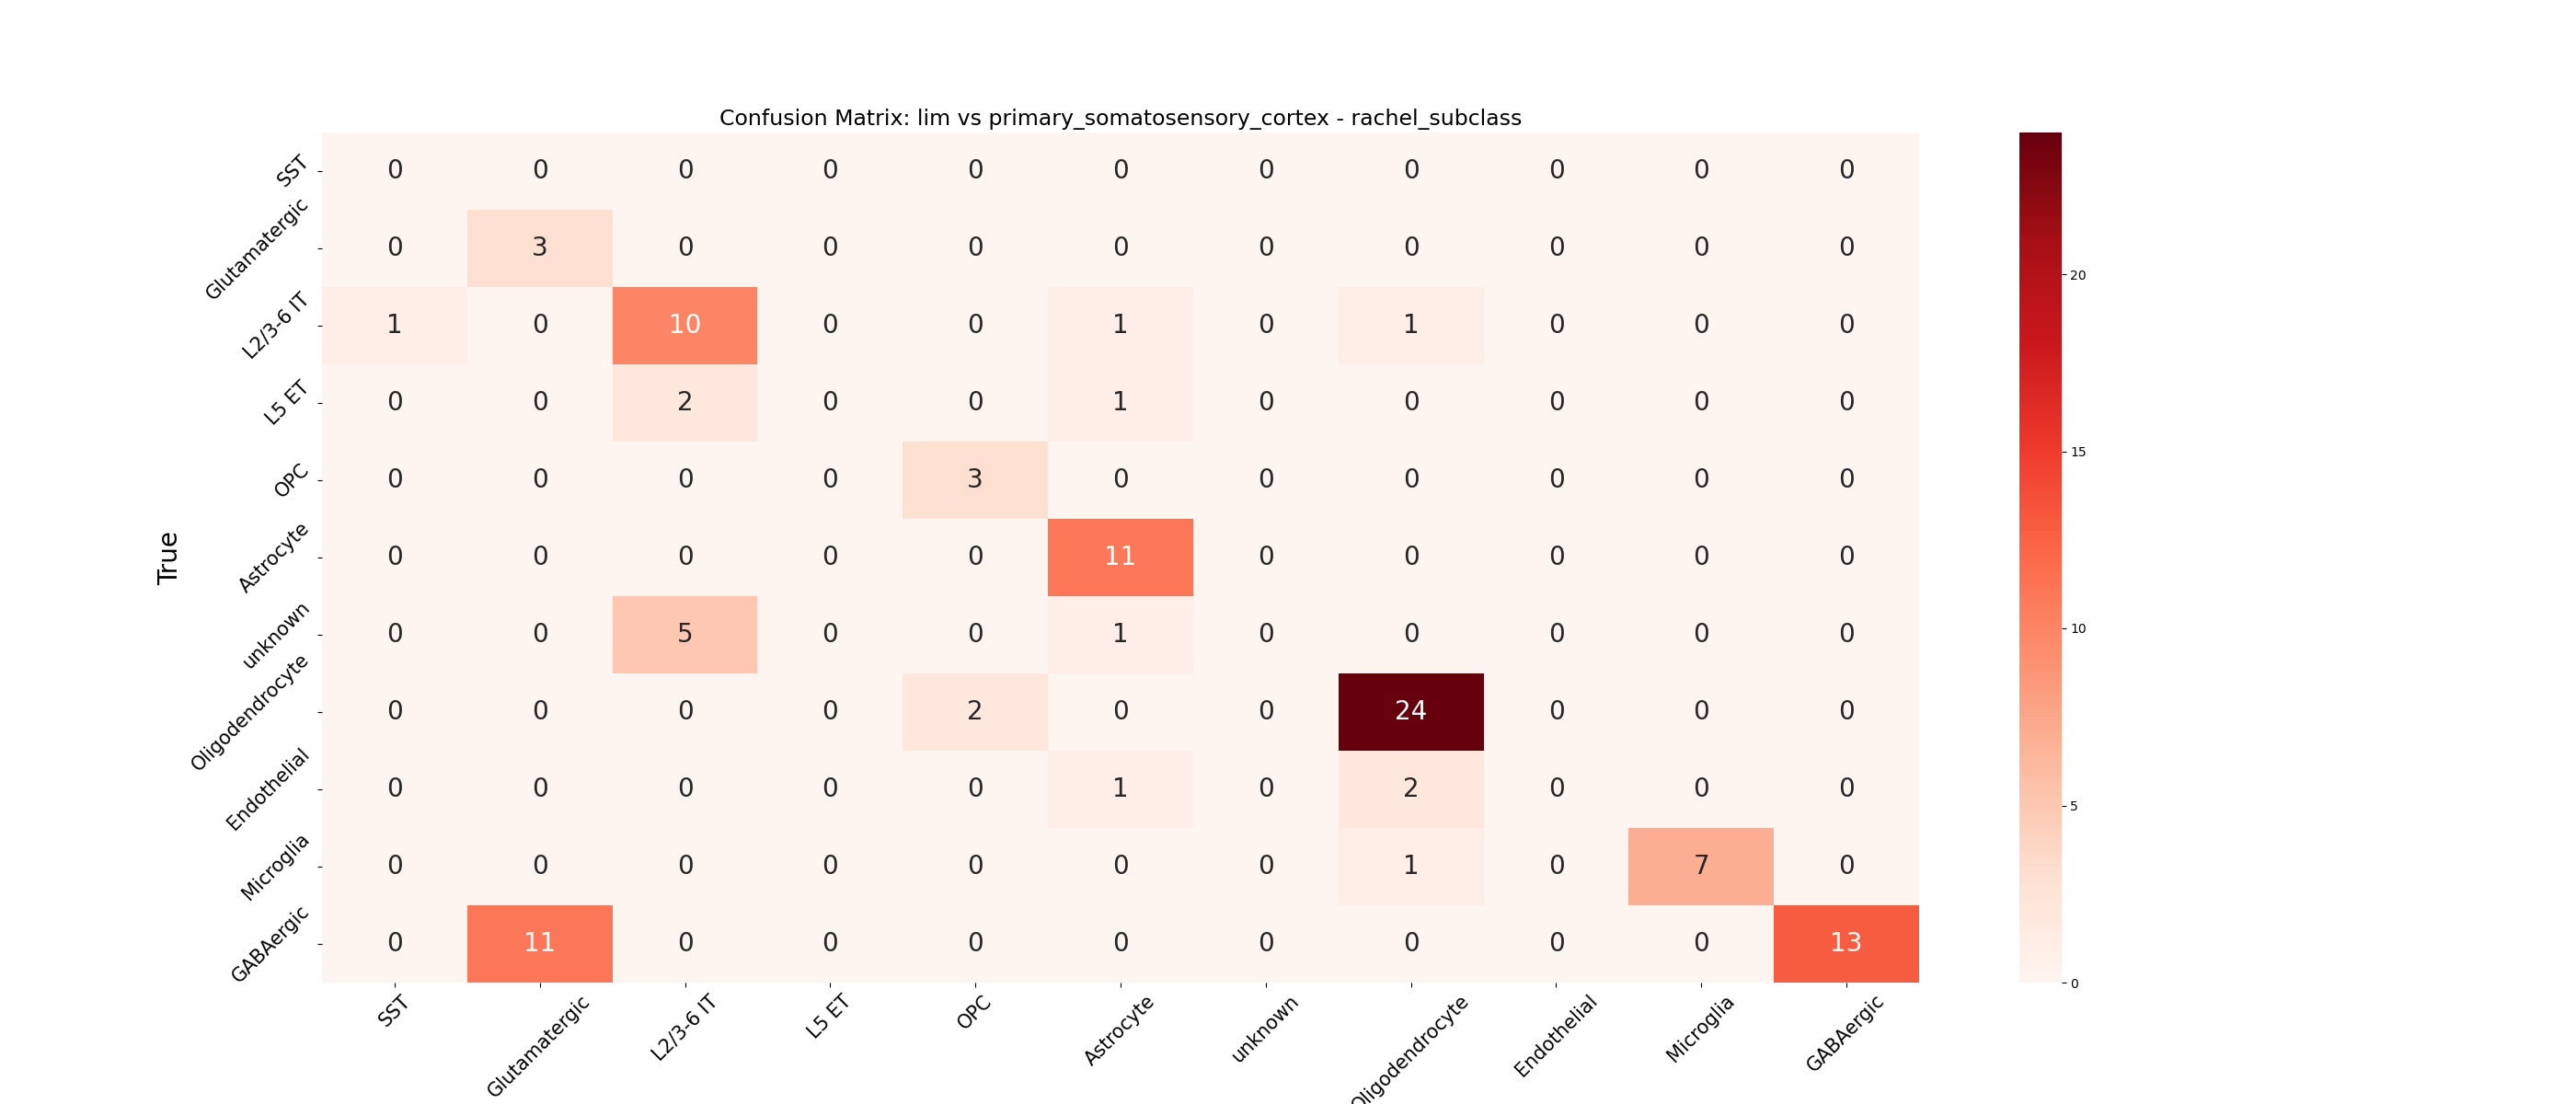 Confusion Matrix: lim vs primary_somatosensory_cortex - rachel_subclass
True
SST 0 0 0 0 0 0 0 0 0 0 0
Glutamatergic 0 3 0 0 0 0 0 0 0 0 0
L2/3-6 IT 1 0 10 0 0 1 0 1 0 0 0
L5 ET 0 0 2 0 0 1 0 0 0 0 0
OPC 0 0 0 0 3 0 0 0 0 0 0
Astrocyte 0 0 0 0 0 11 0 0 0 0 0
unknown 0 0 5 0 0 1 0 0 0 0 0
Oligodendrocyte 0 0 0 0 2 0 0 24 0 0 0
Endothelial 0 0 0 0 0 1 0 2 0 0 0
Microglia 0 0 0 0 0 0 0 1 0 7 0
GABAergic 0 11 0 0 0 0 0 0 0 0 13
SST Glutamatergic L2/3-6 IT L5 ET OPC Astrocyte unknown Oligodendrocyte Endothelial Microglia GABAergic
20
15
10
5
0